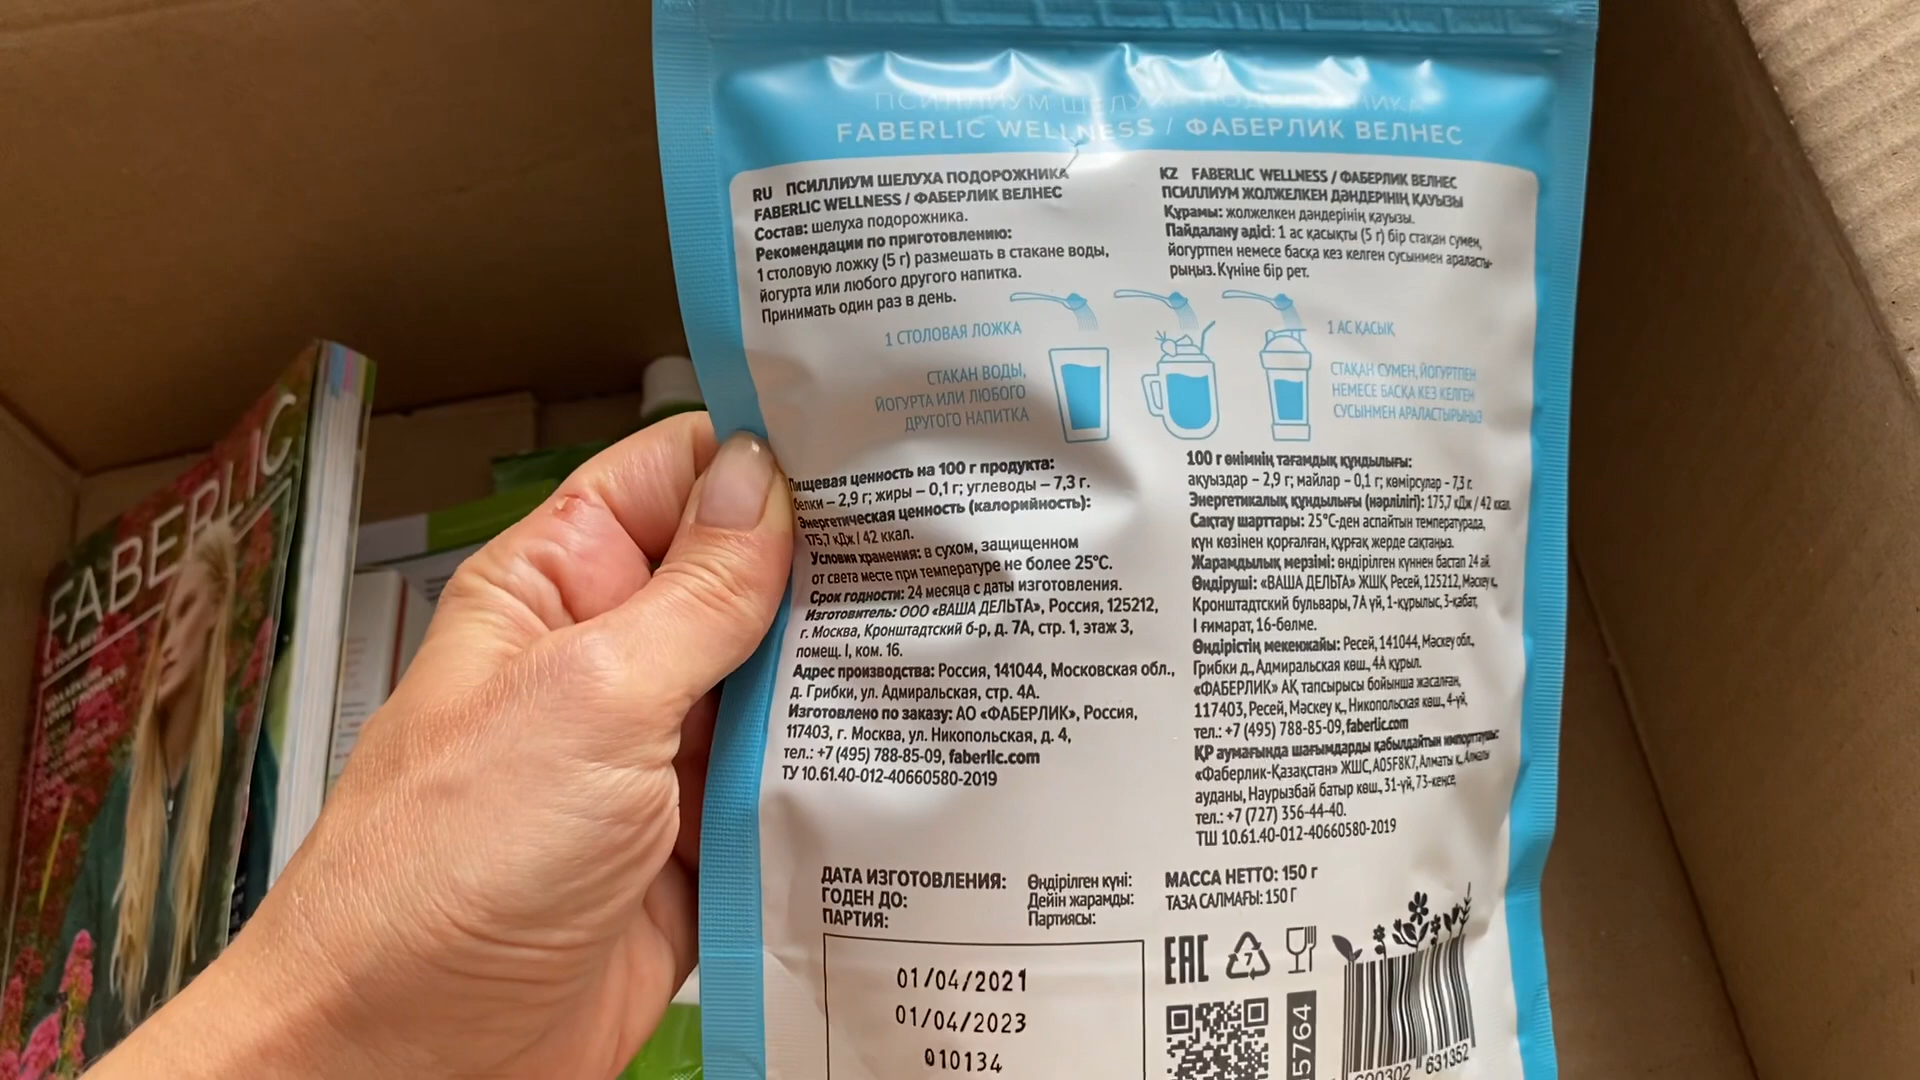 ПСИЛЛИУМ ШЕЛУХА ПОДОРОЖНИКА
FABERLIC WELLNESS / ФАБЕРЛИК ВЕЛНЕС
RU ПСИЛЛИУМ ШЕЛУХА ПОДОРОЖНИКА
FABERLIC WELLNESS / ФАБЕРЛИК ВЕЛНЕС
Состав: шелуха подорожника.
Рекомендации по приготовлению:
1 столовую ложку (5 г) размешать в стакане воды,
йогурта или любого другого напитка.
Принимать один раз в день.
KZ FABERLIC WELLNESS / ФАБЕРЛИК ВЕЛНЕС
ПСИЛЛИУМ ЖОЛЖЕЛКЕН ДӘНДЕРІНІҢ ҚАУЫЗЫ
Құрамы: жолжелкен дәндерінің қауызы.
Пайдалану әдісі: 1 ас қасықты (5 г) бір стақан сумен,
йогуртпен немесе басқа кез келген сусынмен араласты-
рыңыз. Күніне бір рет.
1 СТОЛОВАЯ ЛОЖКА
СТАКАН ВОДЫ,
ЙОГУРТА ИЛИ ЛЮБОГО
ДРУГОГО НАПИТКА
1 АС ҚАСЫҚ
СТАҚАН СУМЕН, ЙОГУРТПЕН
НЕМЕСЕ БАСҚА КЕЗ КЕЛГЕН
СУСЫНМЕН АРАЛАСТЫРЫҢЫЗ
Пищевая ценность на 100 г продукта:
белки – 2,9 г; жиры – 0,1 г; углеводы – 7,3 г.
Энергетическая ценность (калорийность):
175,7 кДж / 42 ккал.
Условия хранения: в сухом, защищенном
от света месте при температуре не более 25°С.
Срок годности: 24 месяца с даты изготовления.
Изготовитель: ООО «ВАША ДЕЛЬТА», Россия, 125212,
г. Москва, Кронштадтский б-р, д. 7А, стр. 1, этаж 3,
помещ. I, ком. 16.
Адрес производства: Россия, 141044, Московская обл.,
д. Грибки, ул. Адмиральская, стр. 4А.
Изготовлено по заказу: АО «ФАБЕРЛИК», Россия,
117403, г. Москва, ул. Никопольская, д. 4,
тел.: +7 (495) 788-85-09, faberlic.com
ТУ 10.61.40-012-40660580-2019
100 г өнімнің тағамдық құндылығы:
ақуыздар – 2,9 г; майлар – 0,1 г; көмірсулар - 7,3 г.
Энергетикалық құндылығы (нәрлілігі): 175,7 кДж / 42 ккал.
Сақтау шарттары: 25°С-ден аспайтын температурада,
күн көзінен қорғалған, құрғақ жерде сақтаңыз.
Жарамдылық мерзімі: өндірілген күннен бастап 24 ай.
Өндіруші: «ВАША ДЕЛЬТА» ЖШҚ, Ресей, 125212, Мәскеу қ.,
Кронштадтский бульвары, 7А үй, 1-құрылыс, 3-қабат,
I ғимарат, 16-бөлме.
Өндірістің мекенжайы: Ресей, 141044, Мәскеу обл.,
Грибки д., Адмиральская көш., 4А құрыл.
«ФАБЕРЛИК» АҚ тапсырысы бойынша жасалған,
117403, Ресей, Мәскеу қ., Никопольская көш., 4-үй,
тел.: +7 (495) 788-85-09, faberlic.com
ҚР аумағында шағымдарды қабылдайтын импорттаушы:
«Фаберлик-Қазақстан» ЖШС, A05F8K7, Алматы қ., Алмалы
ауданы, Наурызбай батыр көш., 31-үй, 73-кеңсе,
тел.: +7 (727) 356-44-40.
ТШ 10.61.40-012-40660580-2019
ДАТА ИЗГОТОВЛЕНИЯ:
ГОДЕН ДО:
ПАРТИЯ:
Өндірілген күні:
Дейін жарамды:
Партиясы:
МАССА НЕТТО: 150 г
ТАЗА САЛМАҒЫ: 150 Г
01/04/2021
01/04/2023
010134
EAC
7
5764
600302
631352
FABERLIC
FABERLIC